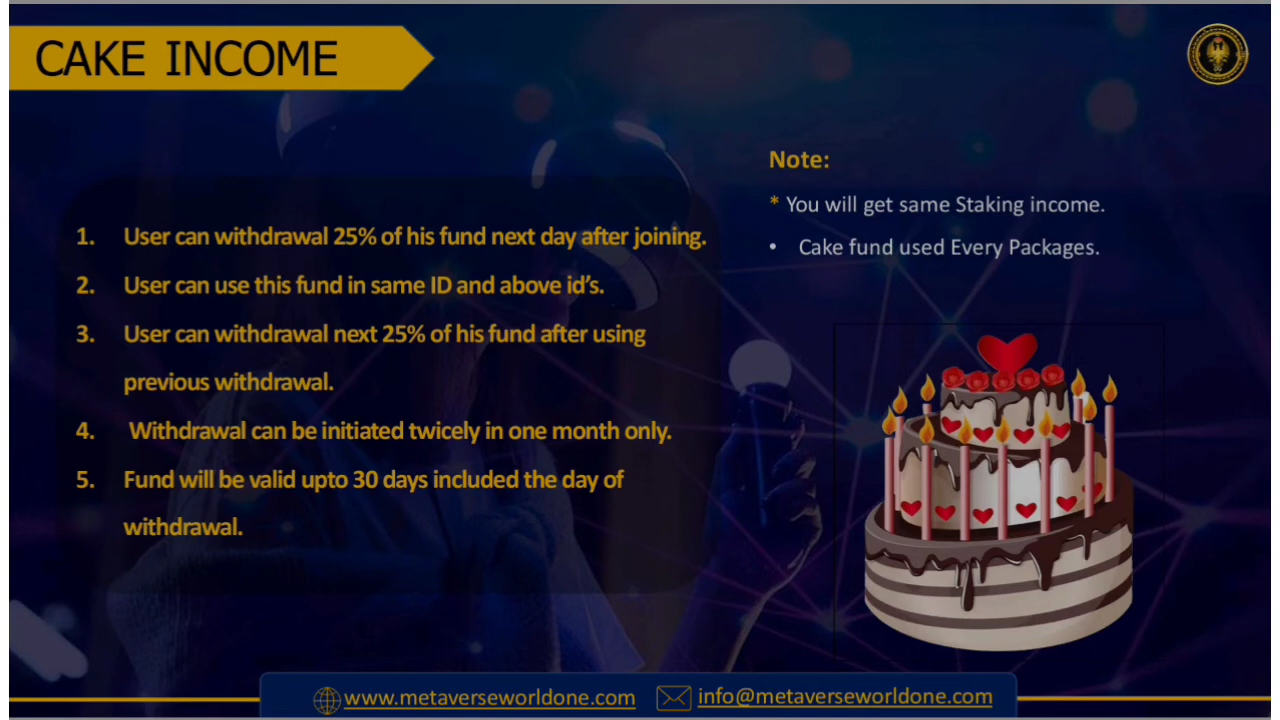 CAKE INCOME
1. User can withdrawal 25% of his fund next day after joining.
2. User can use this fund in same ID and above id’s.
3. User can withdrawal next 25% of his fund after using
previous withdrawal.
4. Withdrawal can be initiated twicely in one month only.
5. Fund will be valid upto 30 days included the day of
withdrawal.
Note:
* You will get same Staking income.
• Cake fund used Every Packages.
www.metaverseworldone.com
info@metaverseworldone.com